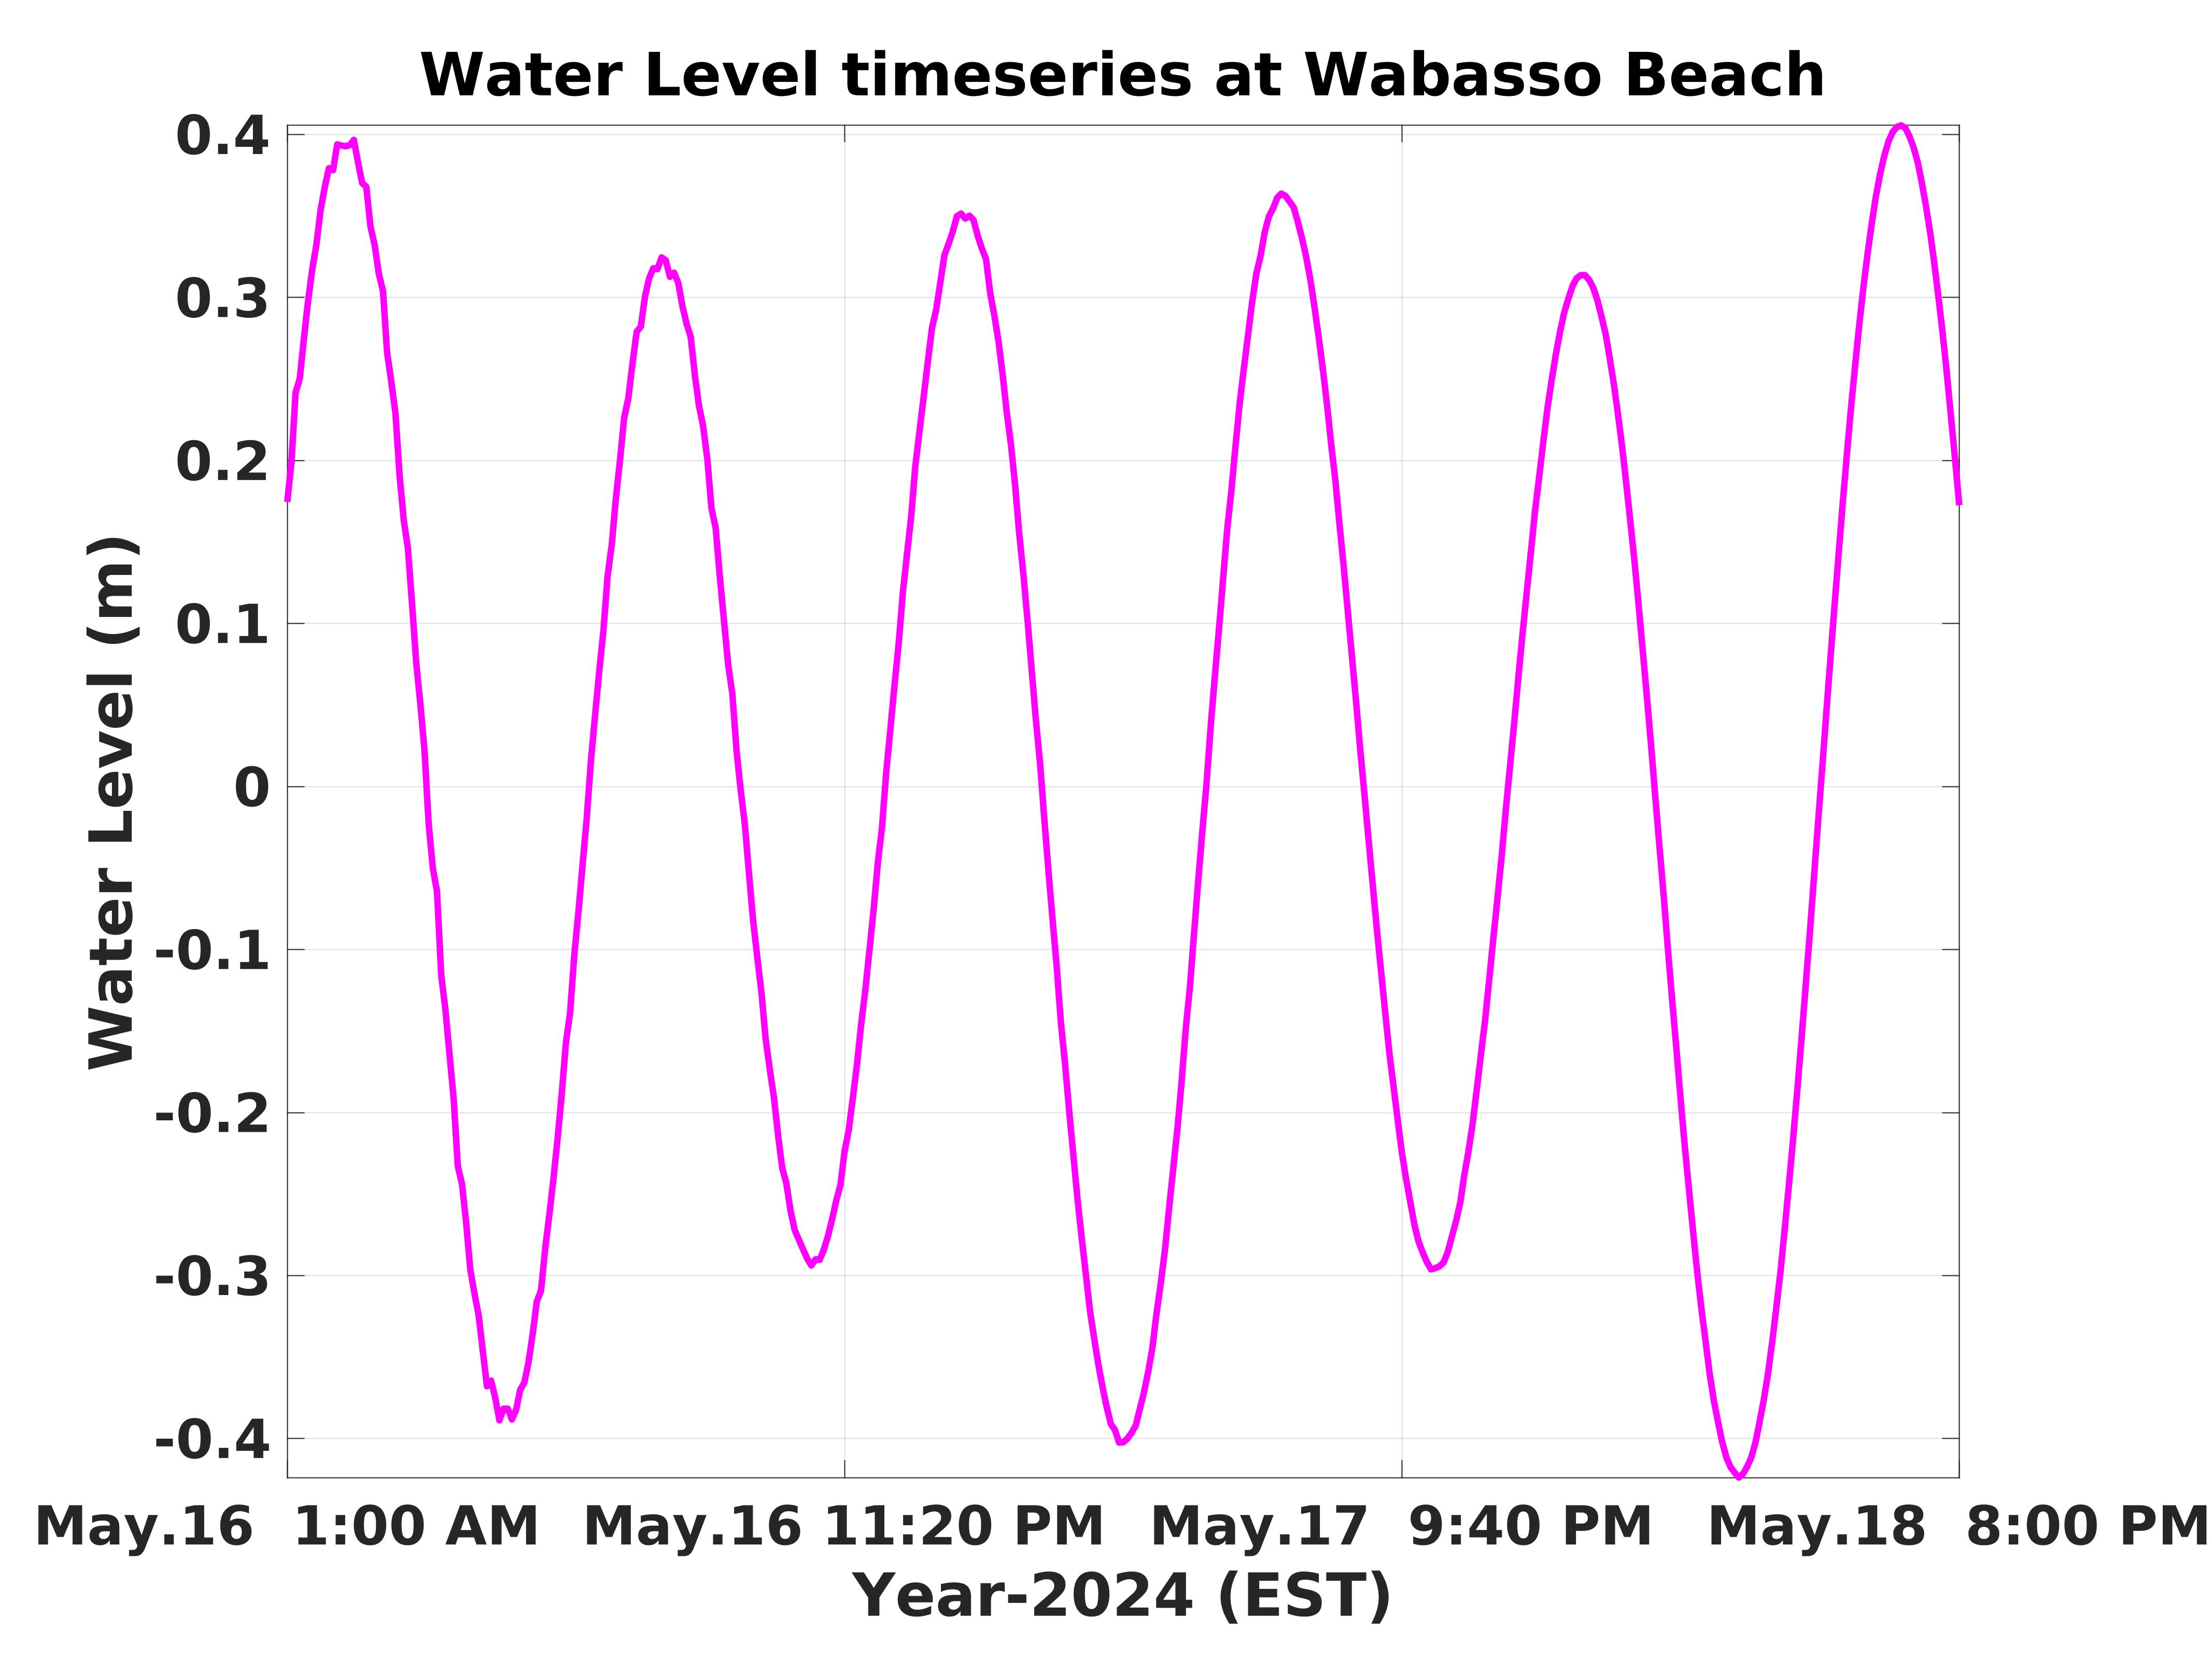 Water Level timeseries at Wabasso Beach
0.4
0.3
0.2
0.1
0
-0.1
-0.2
-0.3
-0.4
Water Level (m)
May.16 1:00 AM May.16 11:20 PM May.17 9:40 PM May.18 8:00 PM
Year-2024 (EST)